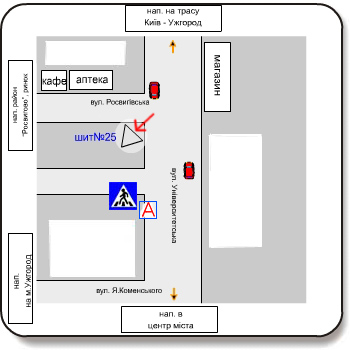 нап. на трасу
Київ - Ужгород
нап. район
"Росвигово", ринок
кафе
аптека
магазин
вул. Росвигівська
шит№25
вул. Університетська
А
нап.
на м.Ужгород
вул. Я.Коменського
нап. в
центр міста